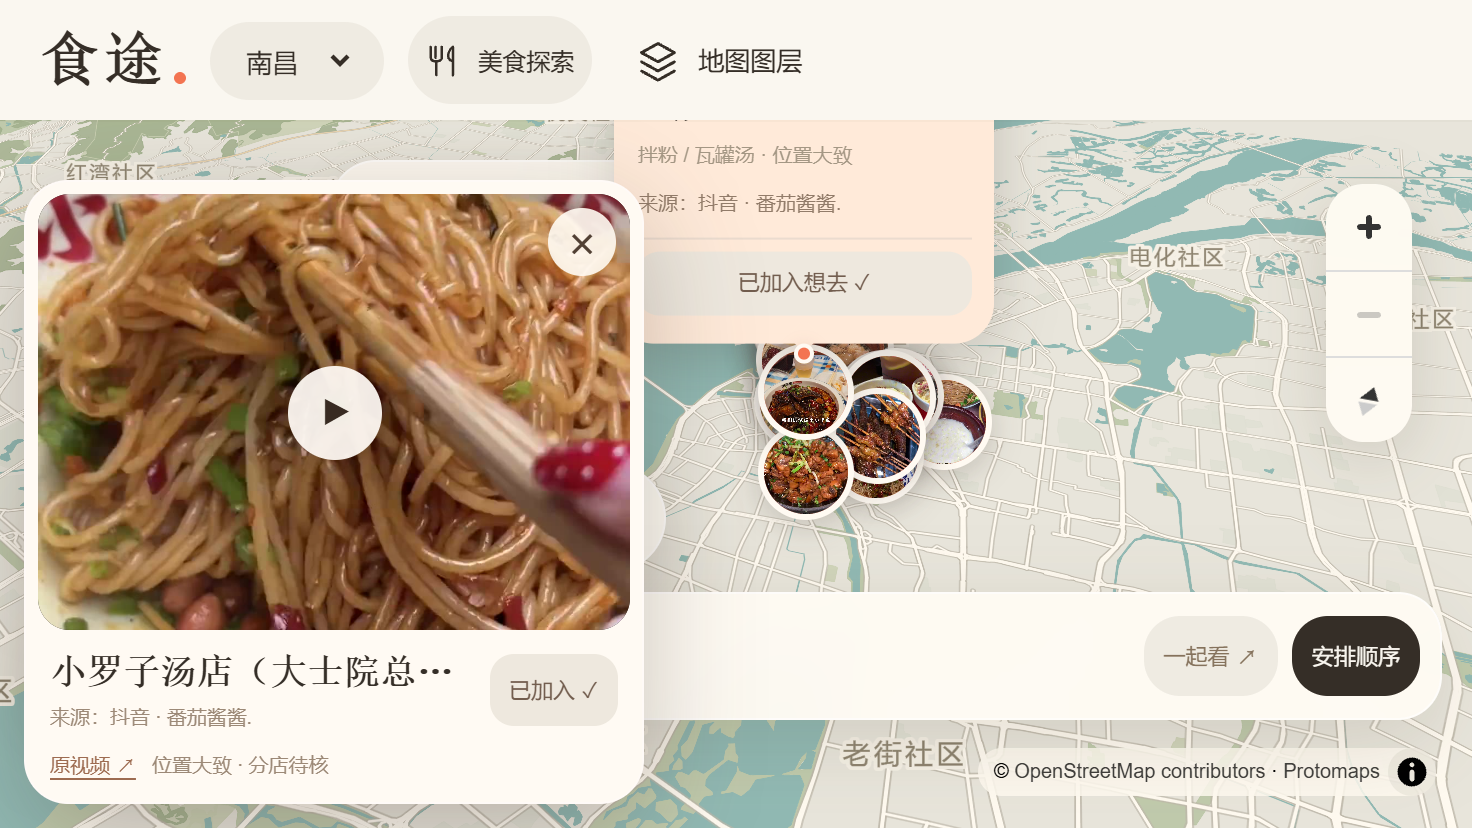 食途.
南昌
美食探索
地图图层
红湾社区
拌粉 / 瓦罐汤 · 位置大致
来源：抖音 · 番茄酱酱.
已加入想去 ✓
电化社区
社区
小罗子汤店（大士院总…
已加入 ✓
来源：抖音 · 番茄酱酱.
原视频 ↗ 位置大致 · 分店待核
一起看 ↗
安排顺序
区
老街社区
© OpenStreetMap contributors · Protomaps